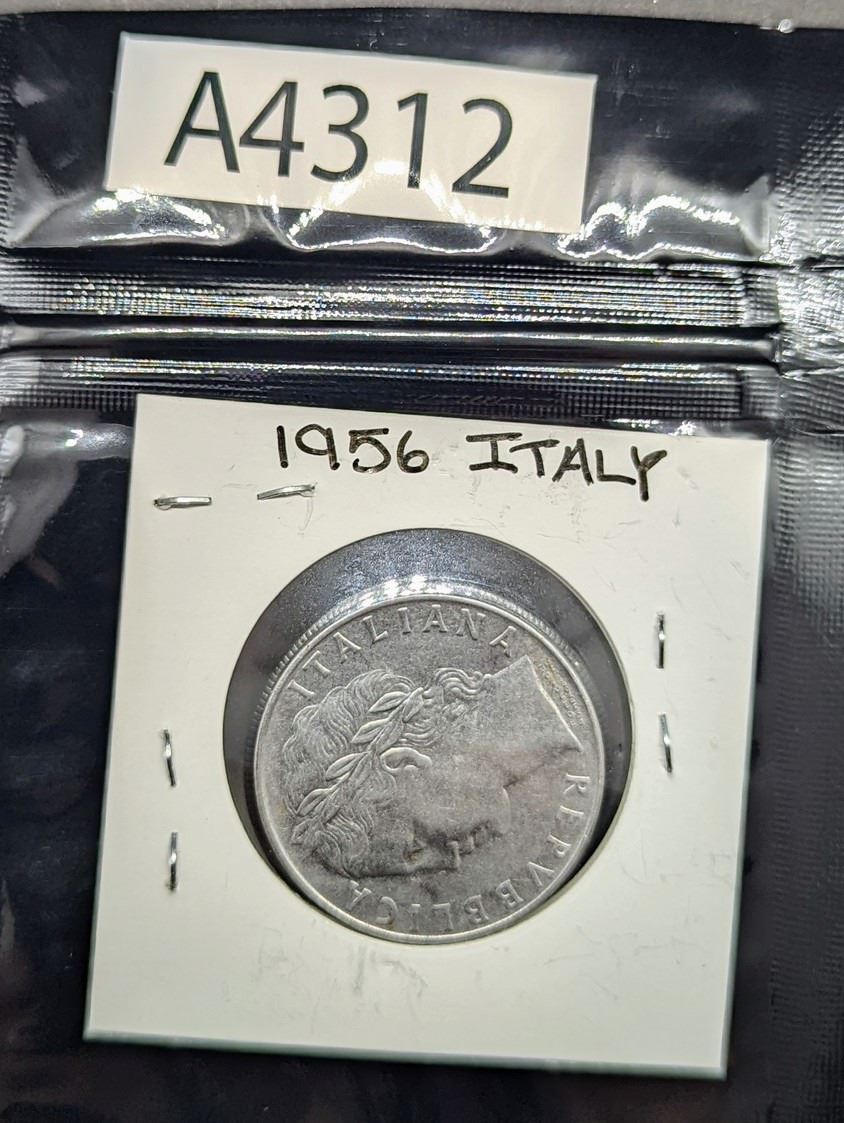 A4312
1956 ITALY
REPVBBLICA
ITALIANA